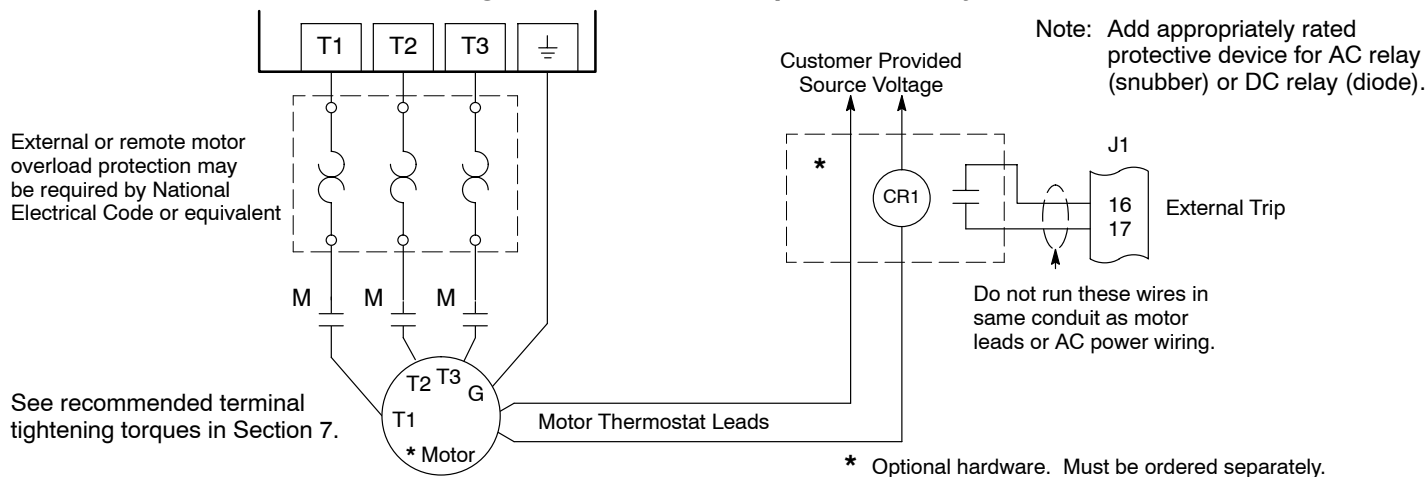 T1 T2 T3
Note: Add appropriately rated
protective device for AC relay
(snubber) or DC relay (diode).
Customer Provided
Source Voltage
External or remote motor
overload protection may
be required by National
Electrical Code or equivalent
*
CR1
J1
16
17
External Trip
M M M
Do not run these wires in
same conduit as motor
leads or AC power wiring.
See recommended terminal
tightening torques in Section 7.
T2 T3
G
T1
* Motor
Motor Thermostat Leads
* Optional hardware. Must be ordered separately.